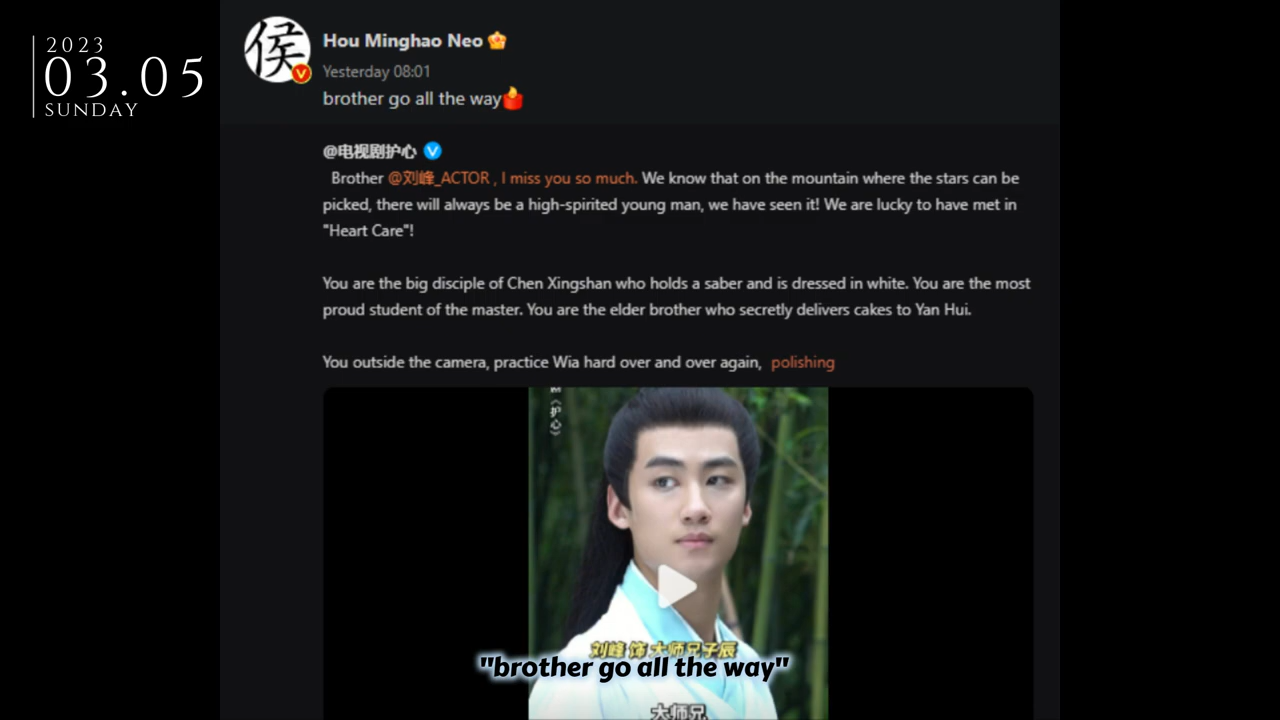 2023
03.05
SUNDAY
侯
Hou Minghao Neo
Yesterday 08:01
brother go all the way
@电视剧护心
Brother @刘峰_ACTOR , I miss you so much. We know that on the mountain where the stars can be
picked, there will always be a high-spirited young man, we have seen it! We are lucky to have met in
"Heart Care"!
You are the big disciple of Chen Xingshan who holds a saber and is dressed in white. You are the most
proud student of the master. You are the elder brother who secretly delivers cakes to Yan Hui.
You outside the camera, practice Wia hard over and over again, polishing
《护心》
刘峰 饰 大师兄子辰
"brother go all the way"
大师兄